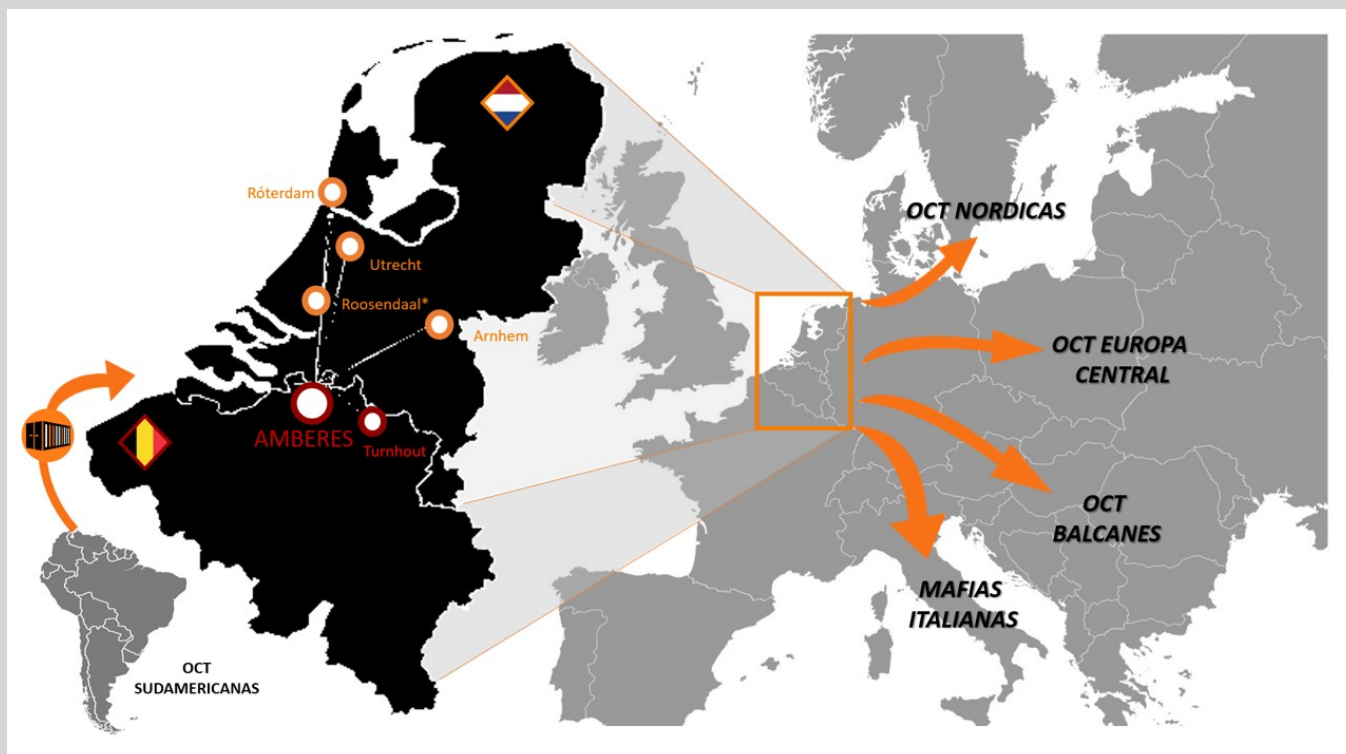 Róterdam
Utrecht
Roosendaal*
Arnhem
AMBERES
Turnhout
OCT
SUDAMERICANAS
OCT NORDICAS
OCT EUROPA
CENTRAL
OCT
BALCANES
MAFIAS
ITALIANAS